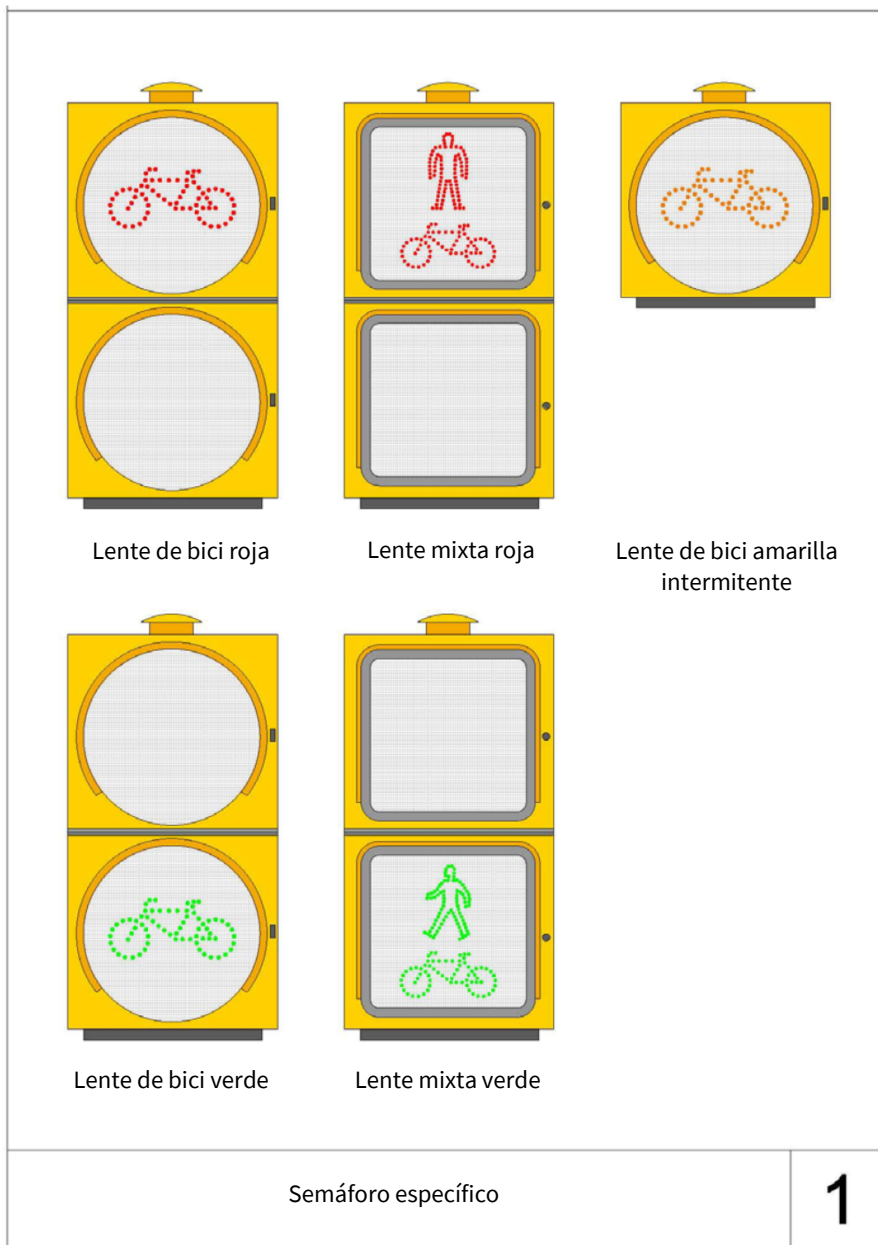 Lente de bici roja
Lente mixta roja
Lente de bici amarilla
intermitente
Lente de bici verde
Lente mixta verde
Semáforo específico
1